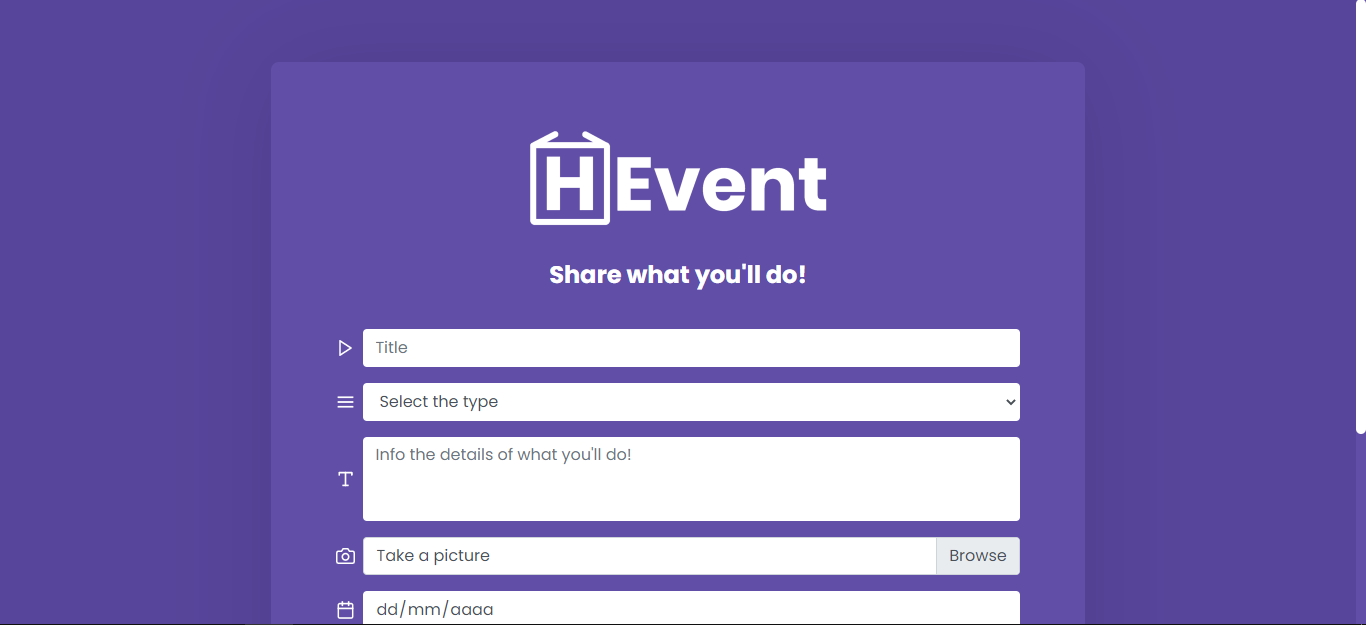 HEvent
Share what you'll do!
Title
Select the type
Info the details of what you'll do!
Take a picture Browse
dd/mm/aaaa